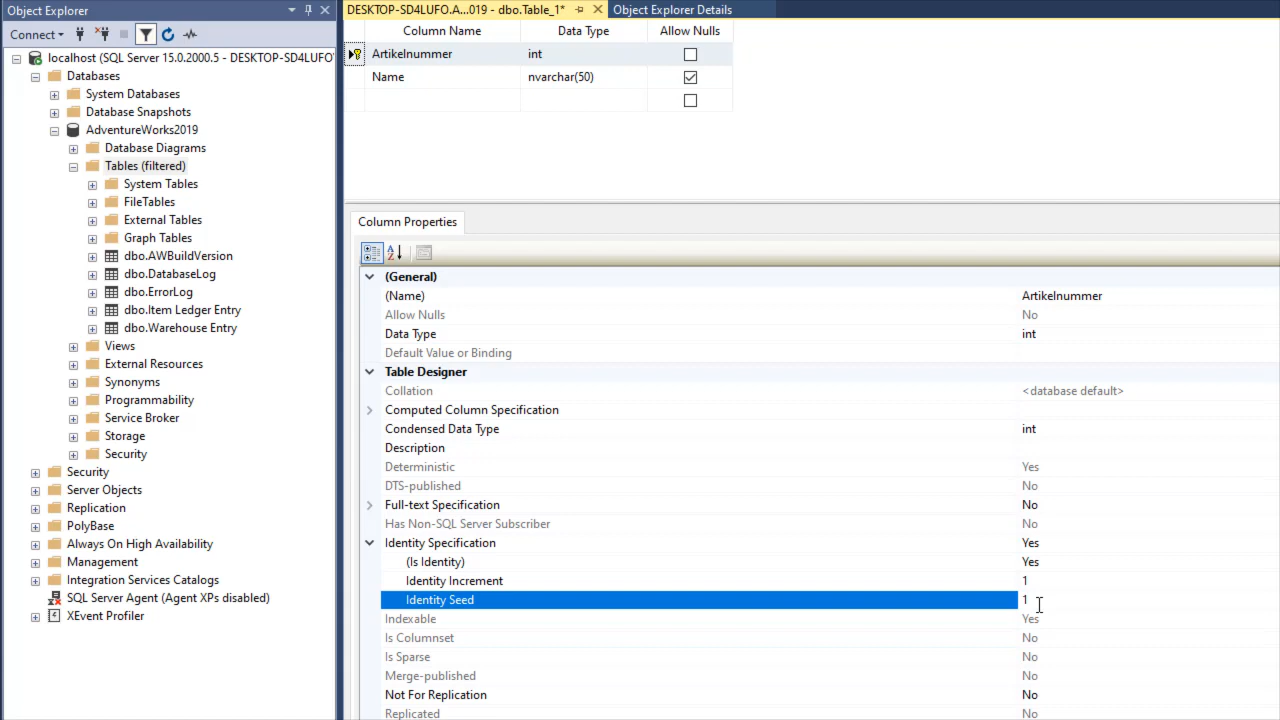 Object Explorer
Connect
localhost (SQL Server 15.0.2000.5 - DESKTOP-SD4LUFO
Databases
System Databases
Database Snapshots
AdventureWorks2019
Database Diagrams
Tables (filtered)
System Tables
FileTables
External Tables
Graph Tables
dbo.AWBuildVersion
dbo.DatabaseLog
dbo.ErrorLog
dbo.Item Ledger Entry
dbo.Warehouse Entry
Views
External Resources
Synonyms
Programmability
Service Broker
Storage
Security
Security
Server Objects
Replication
PolyBase
Always On High Availability
Management
Integration Services Catalogs
SQL Server Agent (Agent XPs disabled)
XEvent Profiler
DESKTOP-SD4LUFO.A...019 - dbo.Table_1* Object Explorer Details
Column Name Data Type Allow Nulls
Artikelnummer int
Name nvarchar(50)
Column Properties
A
Z
(General)
(Name) Artikelnummer
Allow Nulls No
Data Type int
Default Value or Binding
Table Designer
Collation <database default>
Computed Column Specification
Condensed Data Type int
Description
Deterministic Yes
DTS-published No
Full-text Specification No
Has Non-SQL Server Subscriber No
Identity Specification Yes
(Is Identity) Yes
Identity Increment 1
Identity Seed 1
Indexable Yes
Is Columnset No
Is Sparse No
Merge-published No
Not For Replication No
Replicated No